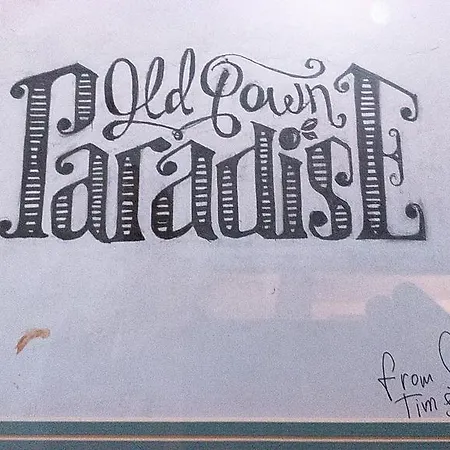 Old Town
ParadisE
from
Tim &